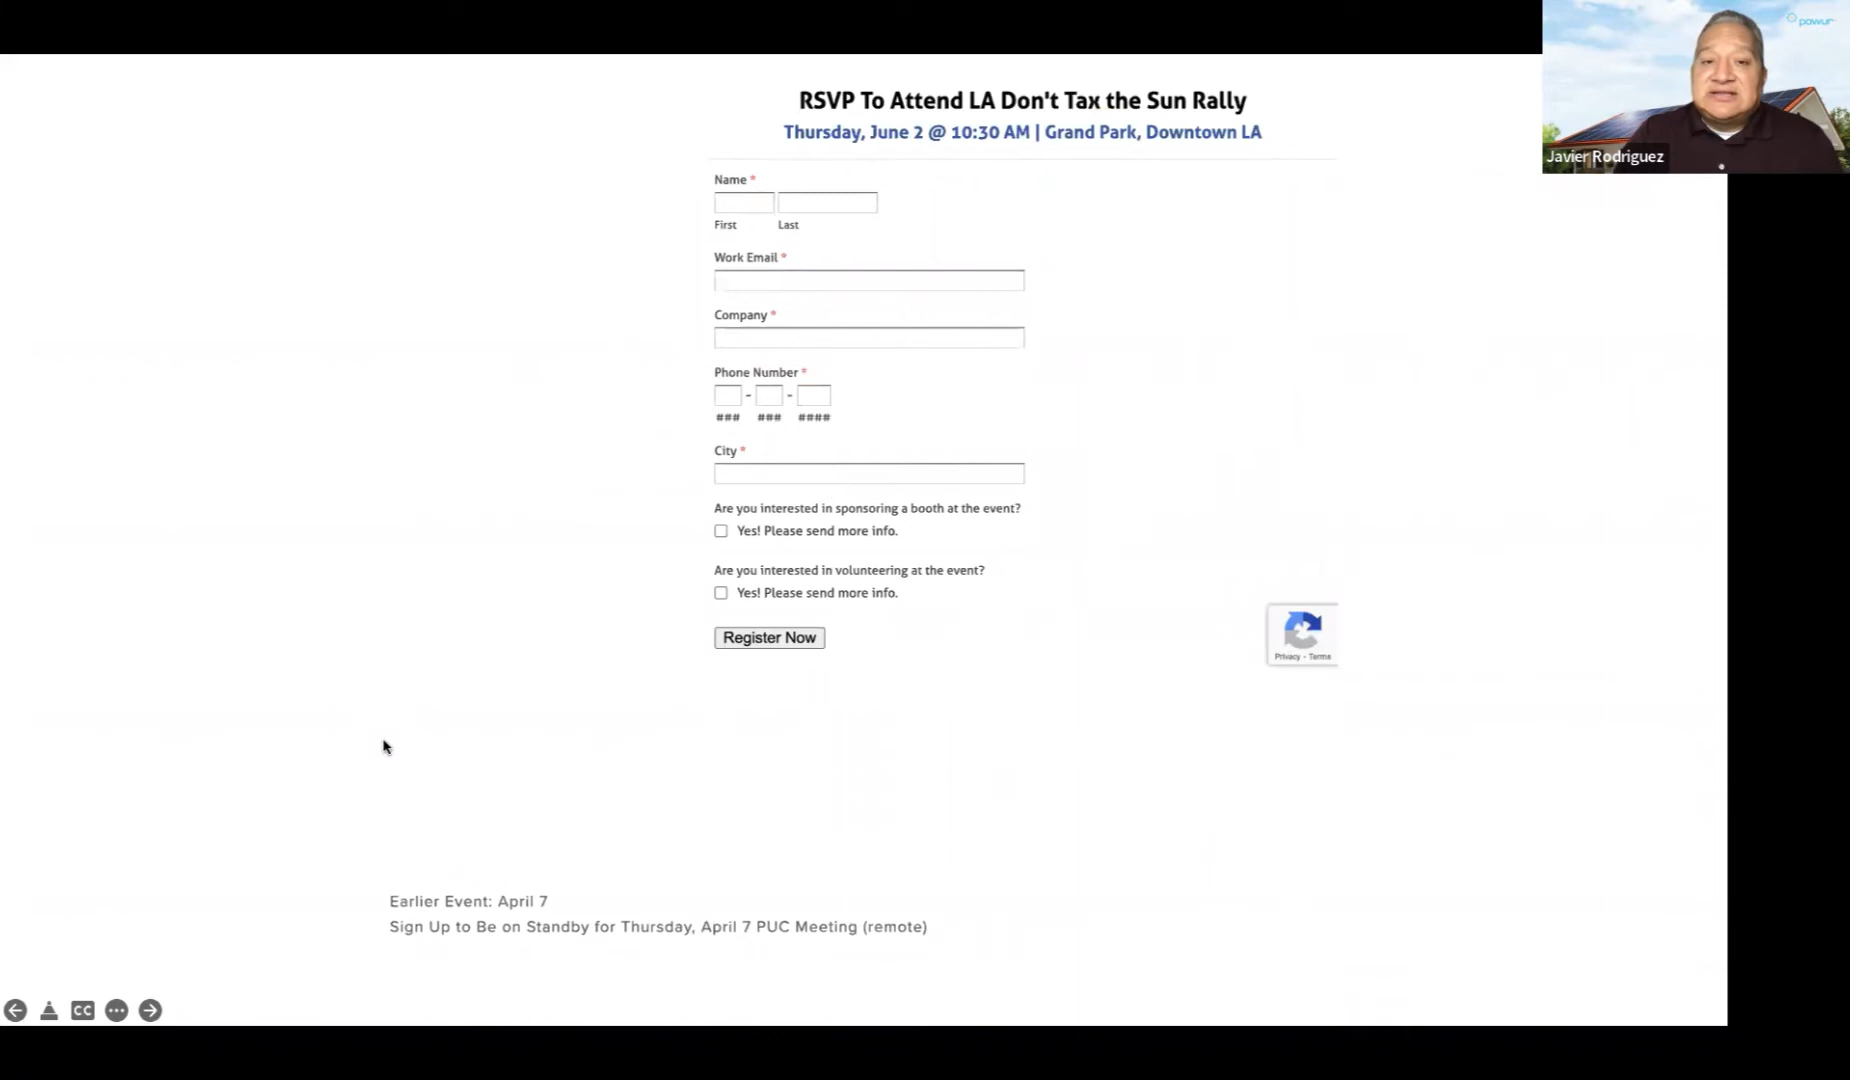 powur
RSVP To Attend LA Don't Tax the Sun Rally
Thursday, June 2 @ 10:30 AM | Grand Park, Downtown LA
Javier Rodriguez
Name *
First Last
Work Email *
Company *
Phone Number *
- -
### ### ####
City *
Are you interested in sponsoring a booth at the event?
Yes! Please send more info.
Are you interested in volunteering at the event?
Yes! Please send more info.
Register Now
Privacy - Terms
Earlier Event: April 7
Sign Up to Be on Standby for Thursday, April 7 PUC Meeting (remote)
CC